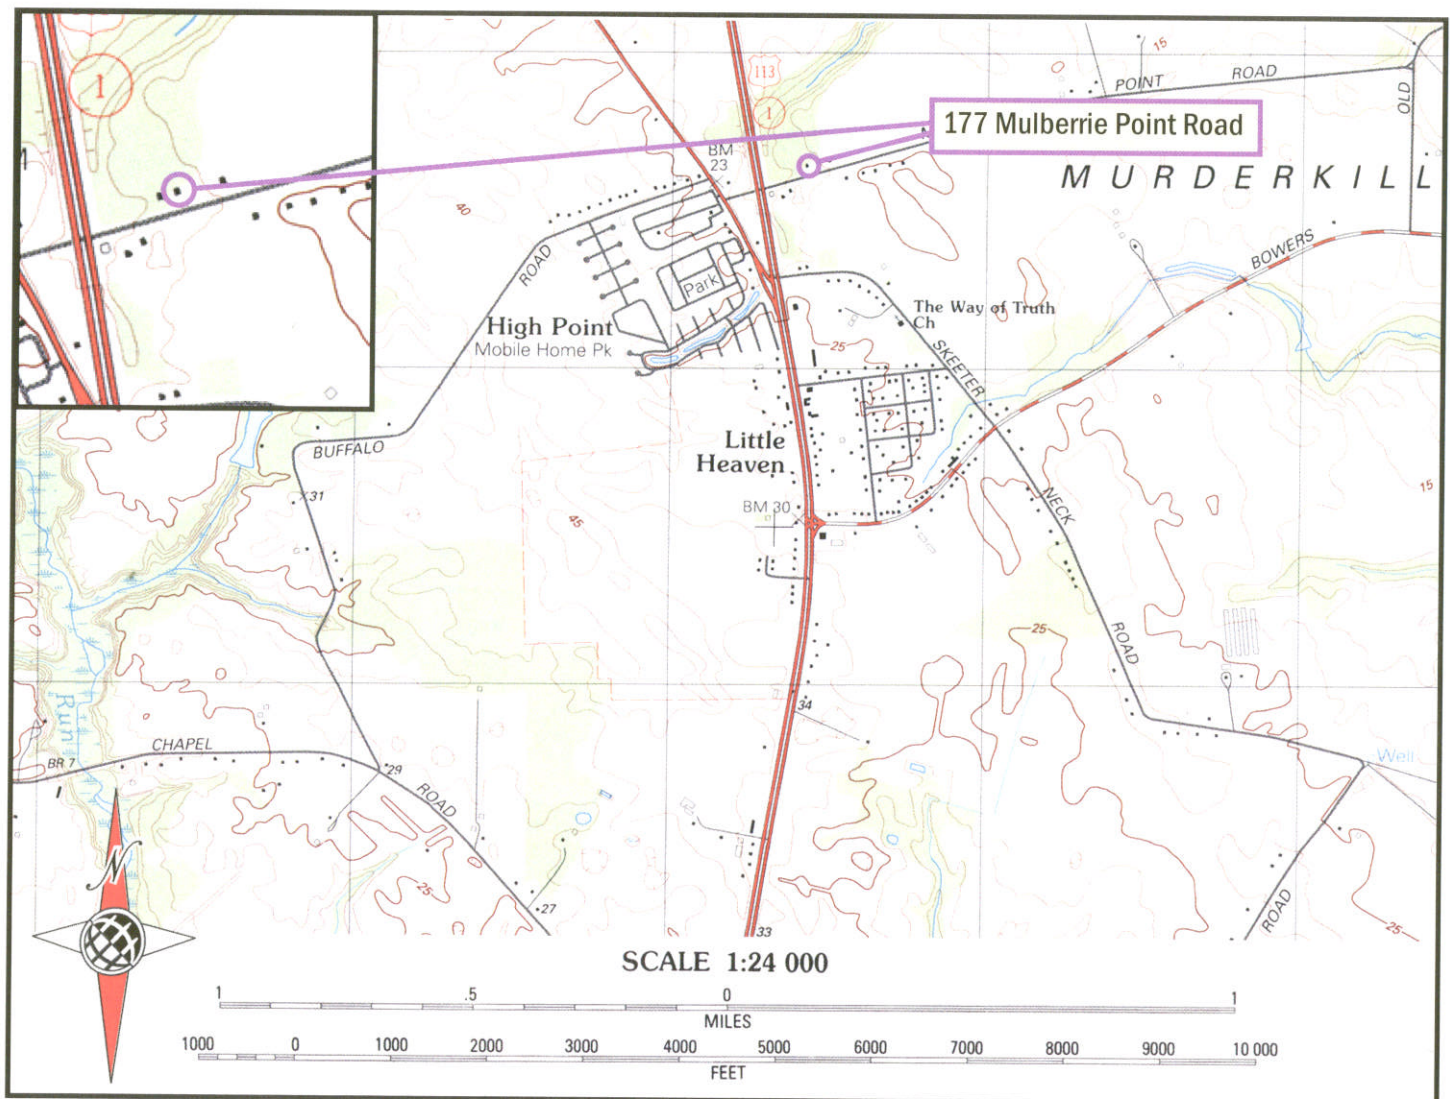 1
113
1
15
POINT ROAD
OLD
177 Mulberrie Point Road
BM
23
MURDERKILL
40
ROAD
BOWERS
Park
High Point
Mobile Home Pk
The Way of Truth
Ch
25
SKEETER
BUFFALO
Little
Heaven
31
45
BM 30
NECK
15
25
ROAD
34
Run
CHAPEL
BR 7
29
ROAD
Well
25
27
33
ROAD
25
N
SCALE 1:24 000
1 .5 0 1
MILES
1000 0 1000 2000 3000 4000 5000 6000 7000 8000 9000 10 000
FEET